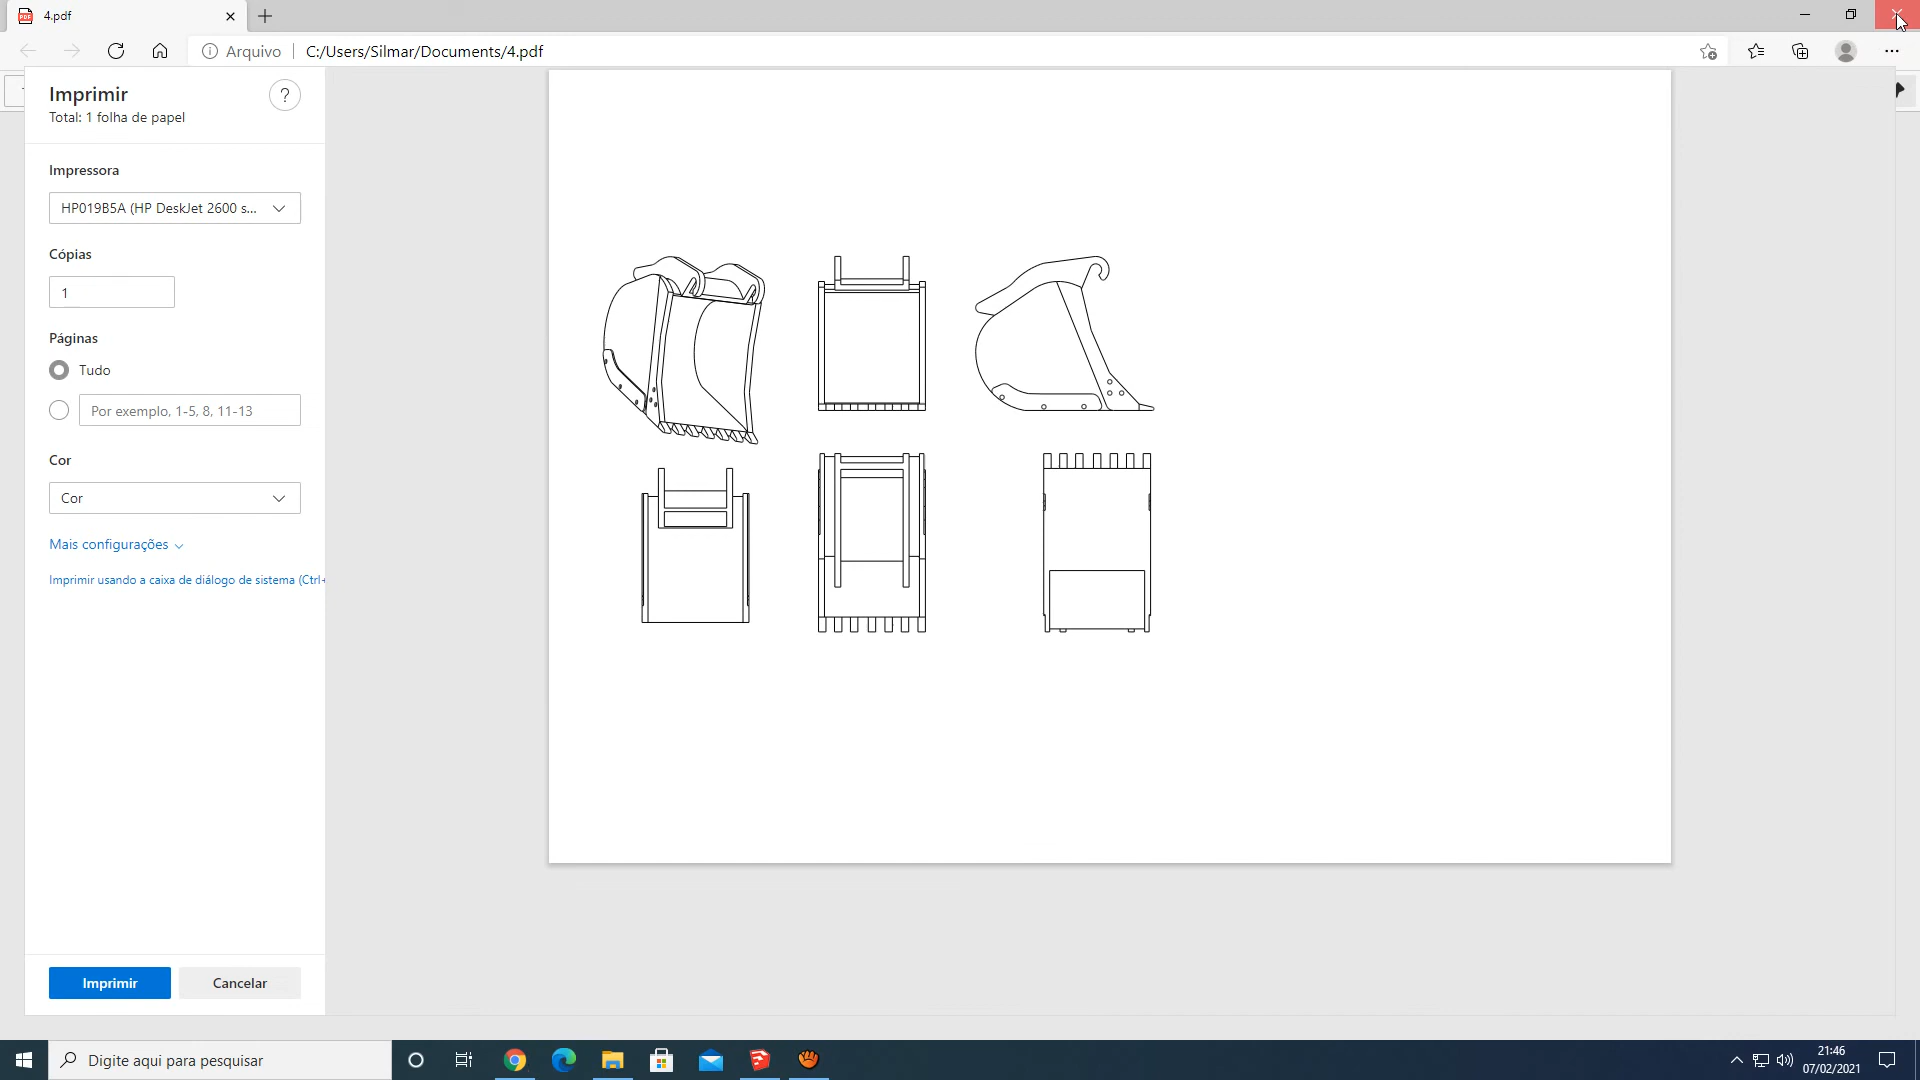 4.pdf
Arquivo
C:/Users/Silmar/Documents/4.pdf
Imprimir
?
Total: 1 folha de papel
Impressora
HP019B5A (HP DeskJet 2600 s...
Cópias
1
Páginas
Tudo
Por exemplo, 1-5, 8, 11-13
Cor
Cor
Mais configurações
Imprimir usando a caixa de diálogo de sistema (Ctrl+
Imprimir
Cancelar
Digite aqui para pesquisar
21:46
07/02/2021